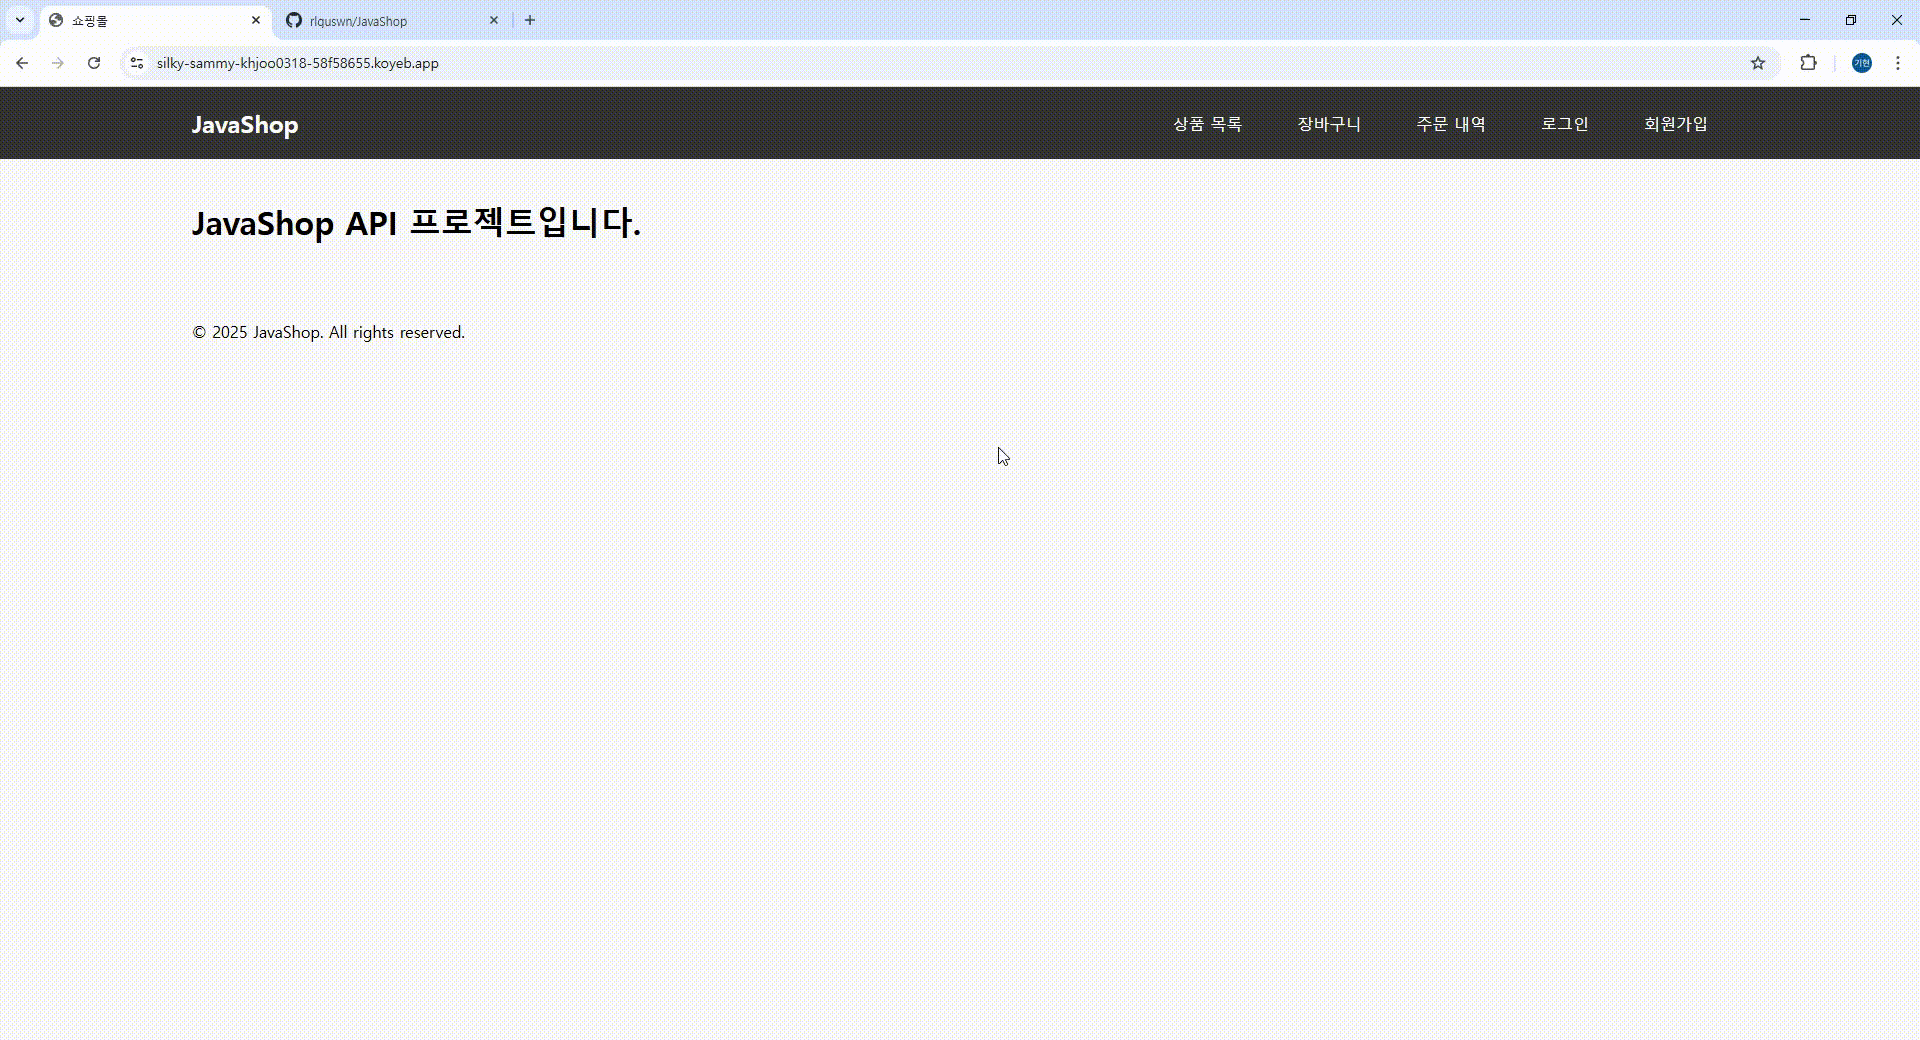 쇼핑몰
rlquswn/JavaShop
silky-sammy-khjoo0318-58f58655.koyeb.app
기현
JavaShop
상품 목록
장바구니
주문 내역
로그인
회원가입
JavaShop API 프로젝트입니다.
© 2025 JavaShop. All rights reserved.